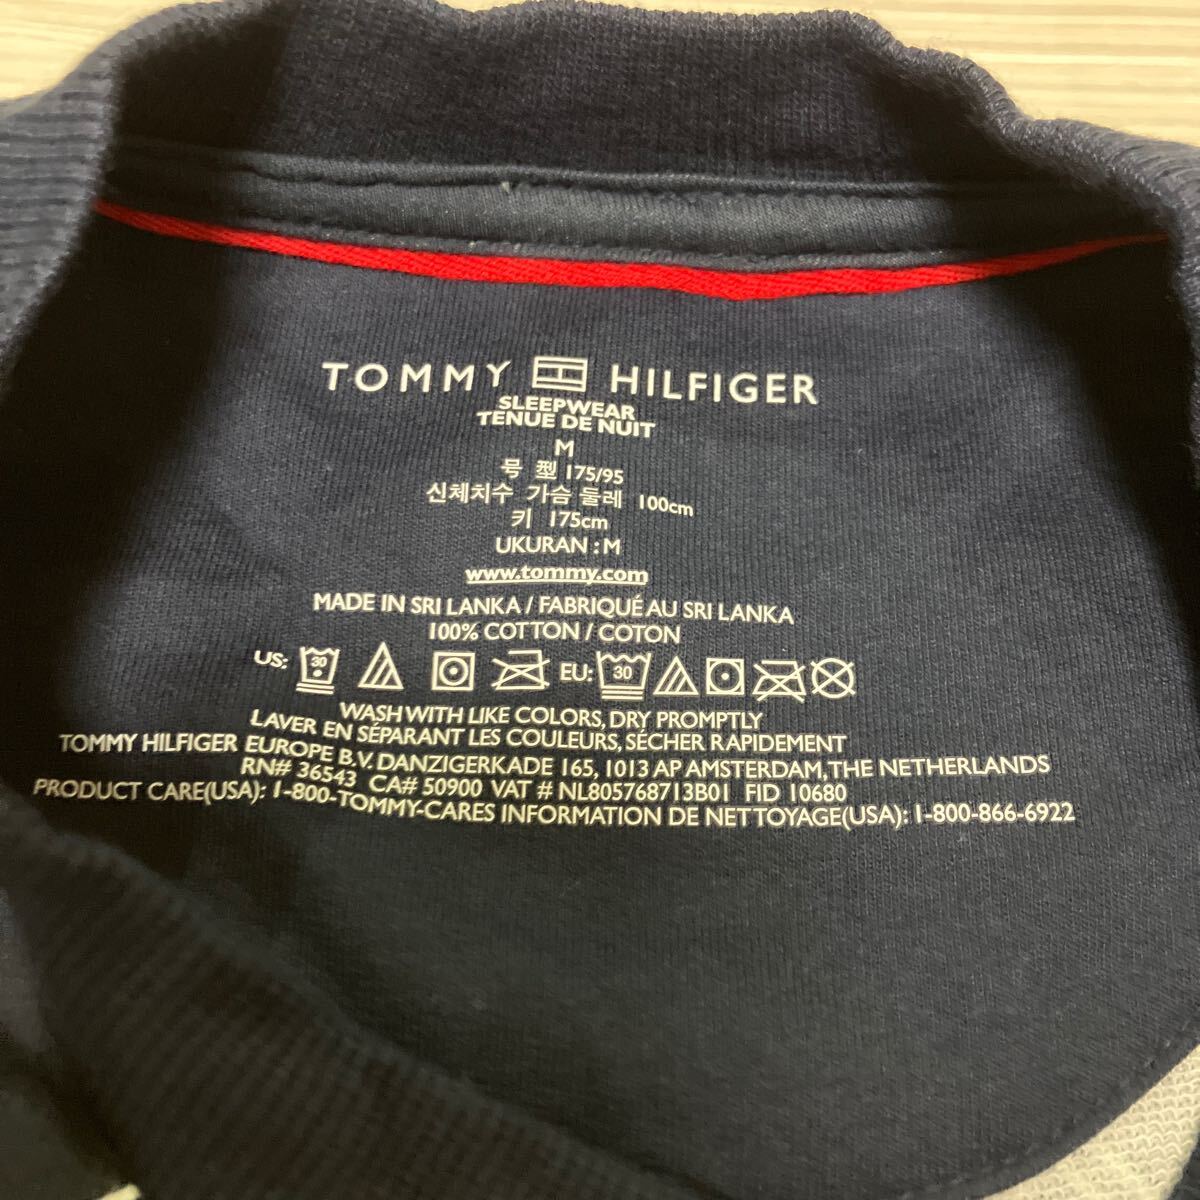 TOMMY HILFIGER
SLEEPWEAR
TENUE DE NUIT
M
号 型 175/95
신체치수 가슴 둘레 100cm
키 175cm
UKURAN : M
www.tommy.com
MADE IN SRI LANKA / FABRIQUÉ AU SRI LANKA
100% COTTON / COTON
US: 30 EU: 30
WASH WITH LIKE COLORS, DRY PROMPTLY
LAVER EN SÉPARANT LES COULEURS, SÉCHER RAPIDEMENT
TOMMY HILFIGER EUROPE B.V. DANZIGERKADE 165, 1013 AP AMSTERDAM, THE NETHERLANDS
RN# 36543 CA# 50900 VAT # NL805768713B01 FID 10680
PRODUCT CARE(USA): 1-800-TOMMY-CARES INFORMATION DE NETTOYAGE(USA): 1-800-866-6922